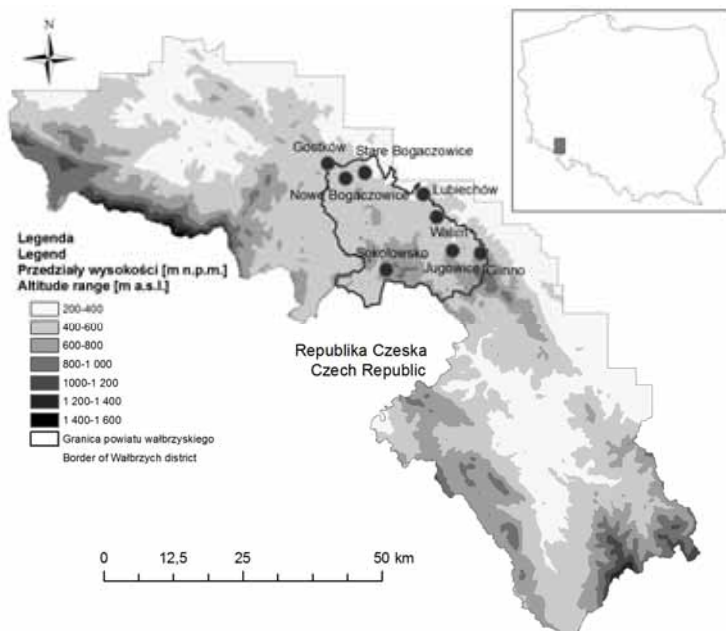 N
Gostków
Stare Bogaczowice
Nowe Bogaczowice
Lubiechów
Walim
Sokołowsko
Jugowice
Glinno
Legenda
Legend
Przedziały wysokości [m n.p.m.]
Altitude range [m a.s.l.]
200-400
400-600
600-800
800-1 000
1000-1 200
1 200-1 400
1 400-1 600
Granica powiatu wałbrzyskiego
Border of Wałbrzych district
Republika Czeska
Czech Republic
0 12,5 25 50 km